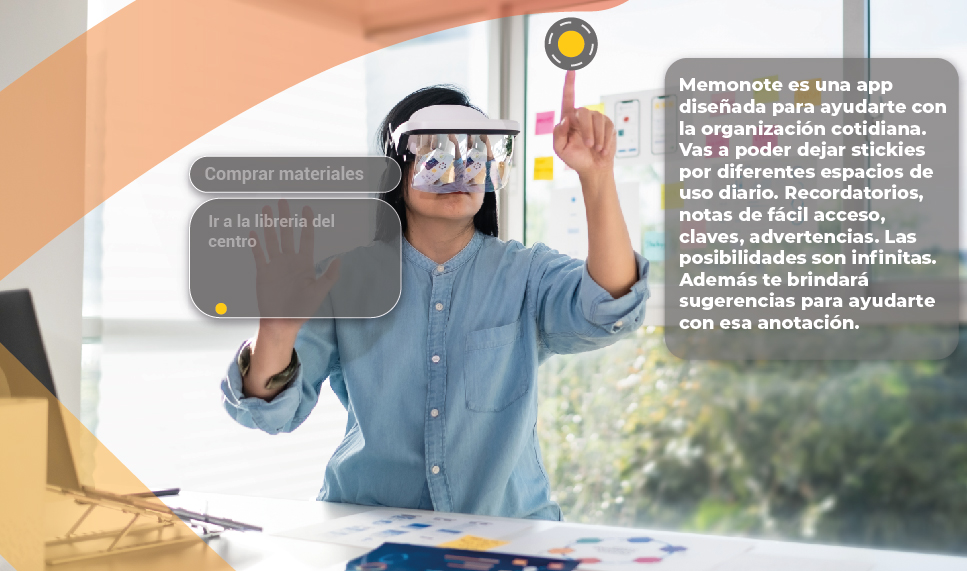 Comprar materiales
Ir a la libreria del
centro
Memonote es una app
diseñada para ayudarte con
la organización cotidiana.
Vas a poder dejar stickies
por diferentes espacios de
uso diario. Recordatorios,
notas de fácil acceso,
claves, advertencias. Las
posibilidades son infinitas.
Además te brindará
sugerencias para ayudarte
con esa anotación.